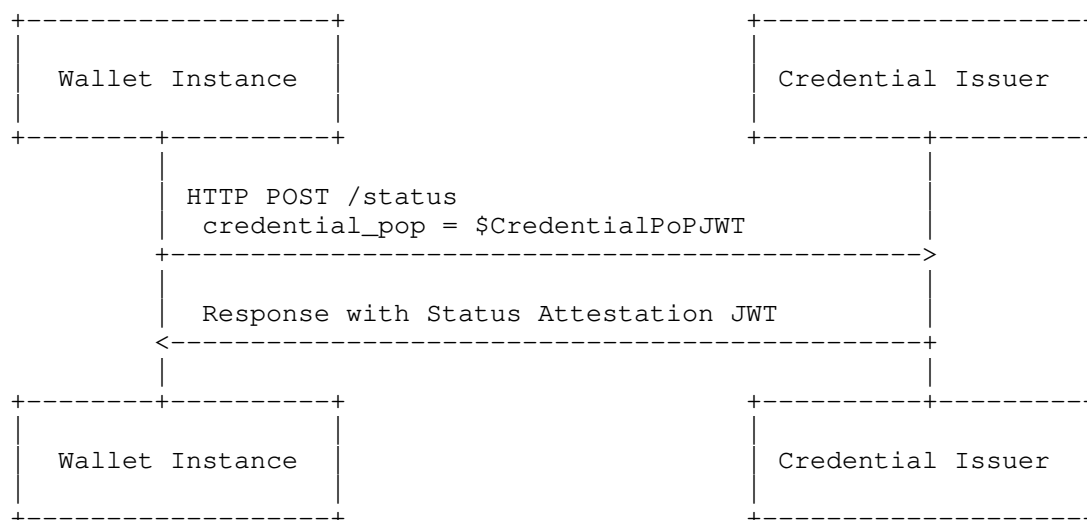 Wallet Instance
Credential Issuer
HTTP POST /status
credential_pop = $CredentialPoPJWT
Response with Status Attestation JWT
Wallet Instance
Credential Issuer